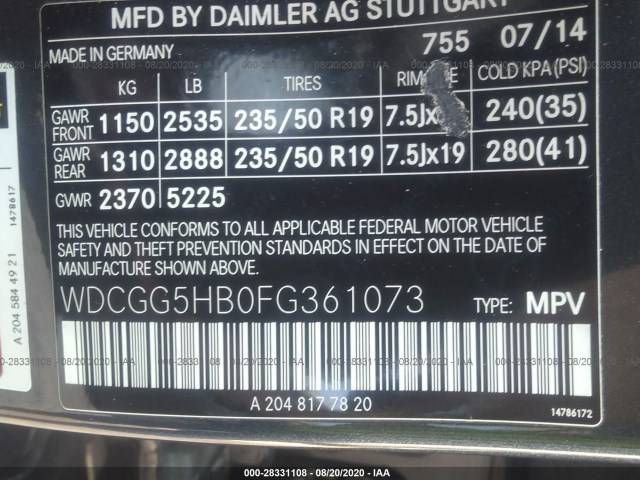 MFD BY DAIMLER AG STUTTGART
MADE IN GERMANY 755 07/14
KG LB TIRES COLD KPA(PSI)
GAWR FRONT 1150 2535 235/50 R19 7.5Jx 240(35)
GAWR REAR 1310 2888 235/50 R19 7.5Jx19 280(41)
GVWR 2370 5225
THIS VEHICLE CONFORMS TO ALL APPLICABLE FEDERAL MOTOR VEHICLE
SAFETY AND THEFT PREVENTION STANDARDS IN EFFECT ON THE DATE OF
MANUFACTURE SHOWN ABOVE.
WDCGG5HB0FG361073 TYPE: MPV
A 204 817 78 20
14786172
A 204 584 49 21
1478617
000-28331108 - 08/20/2020 - IAA